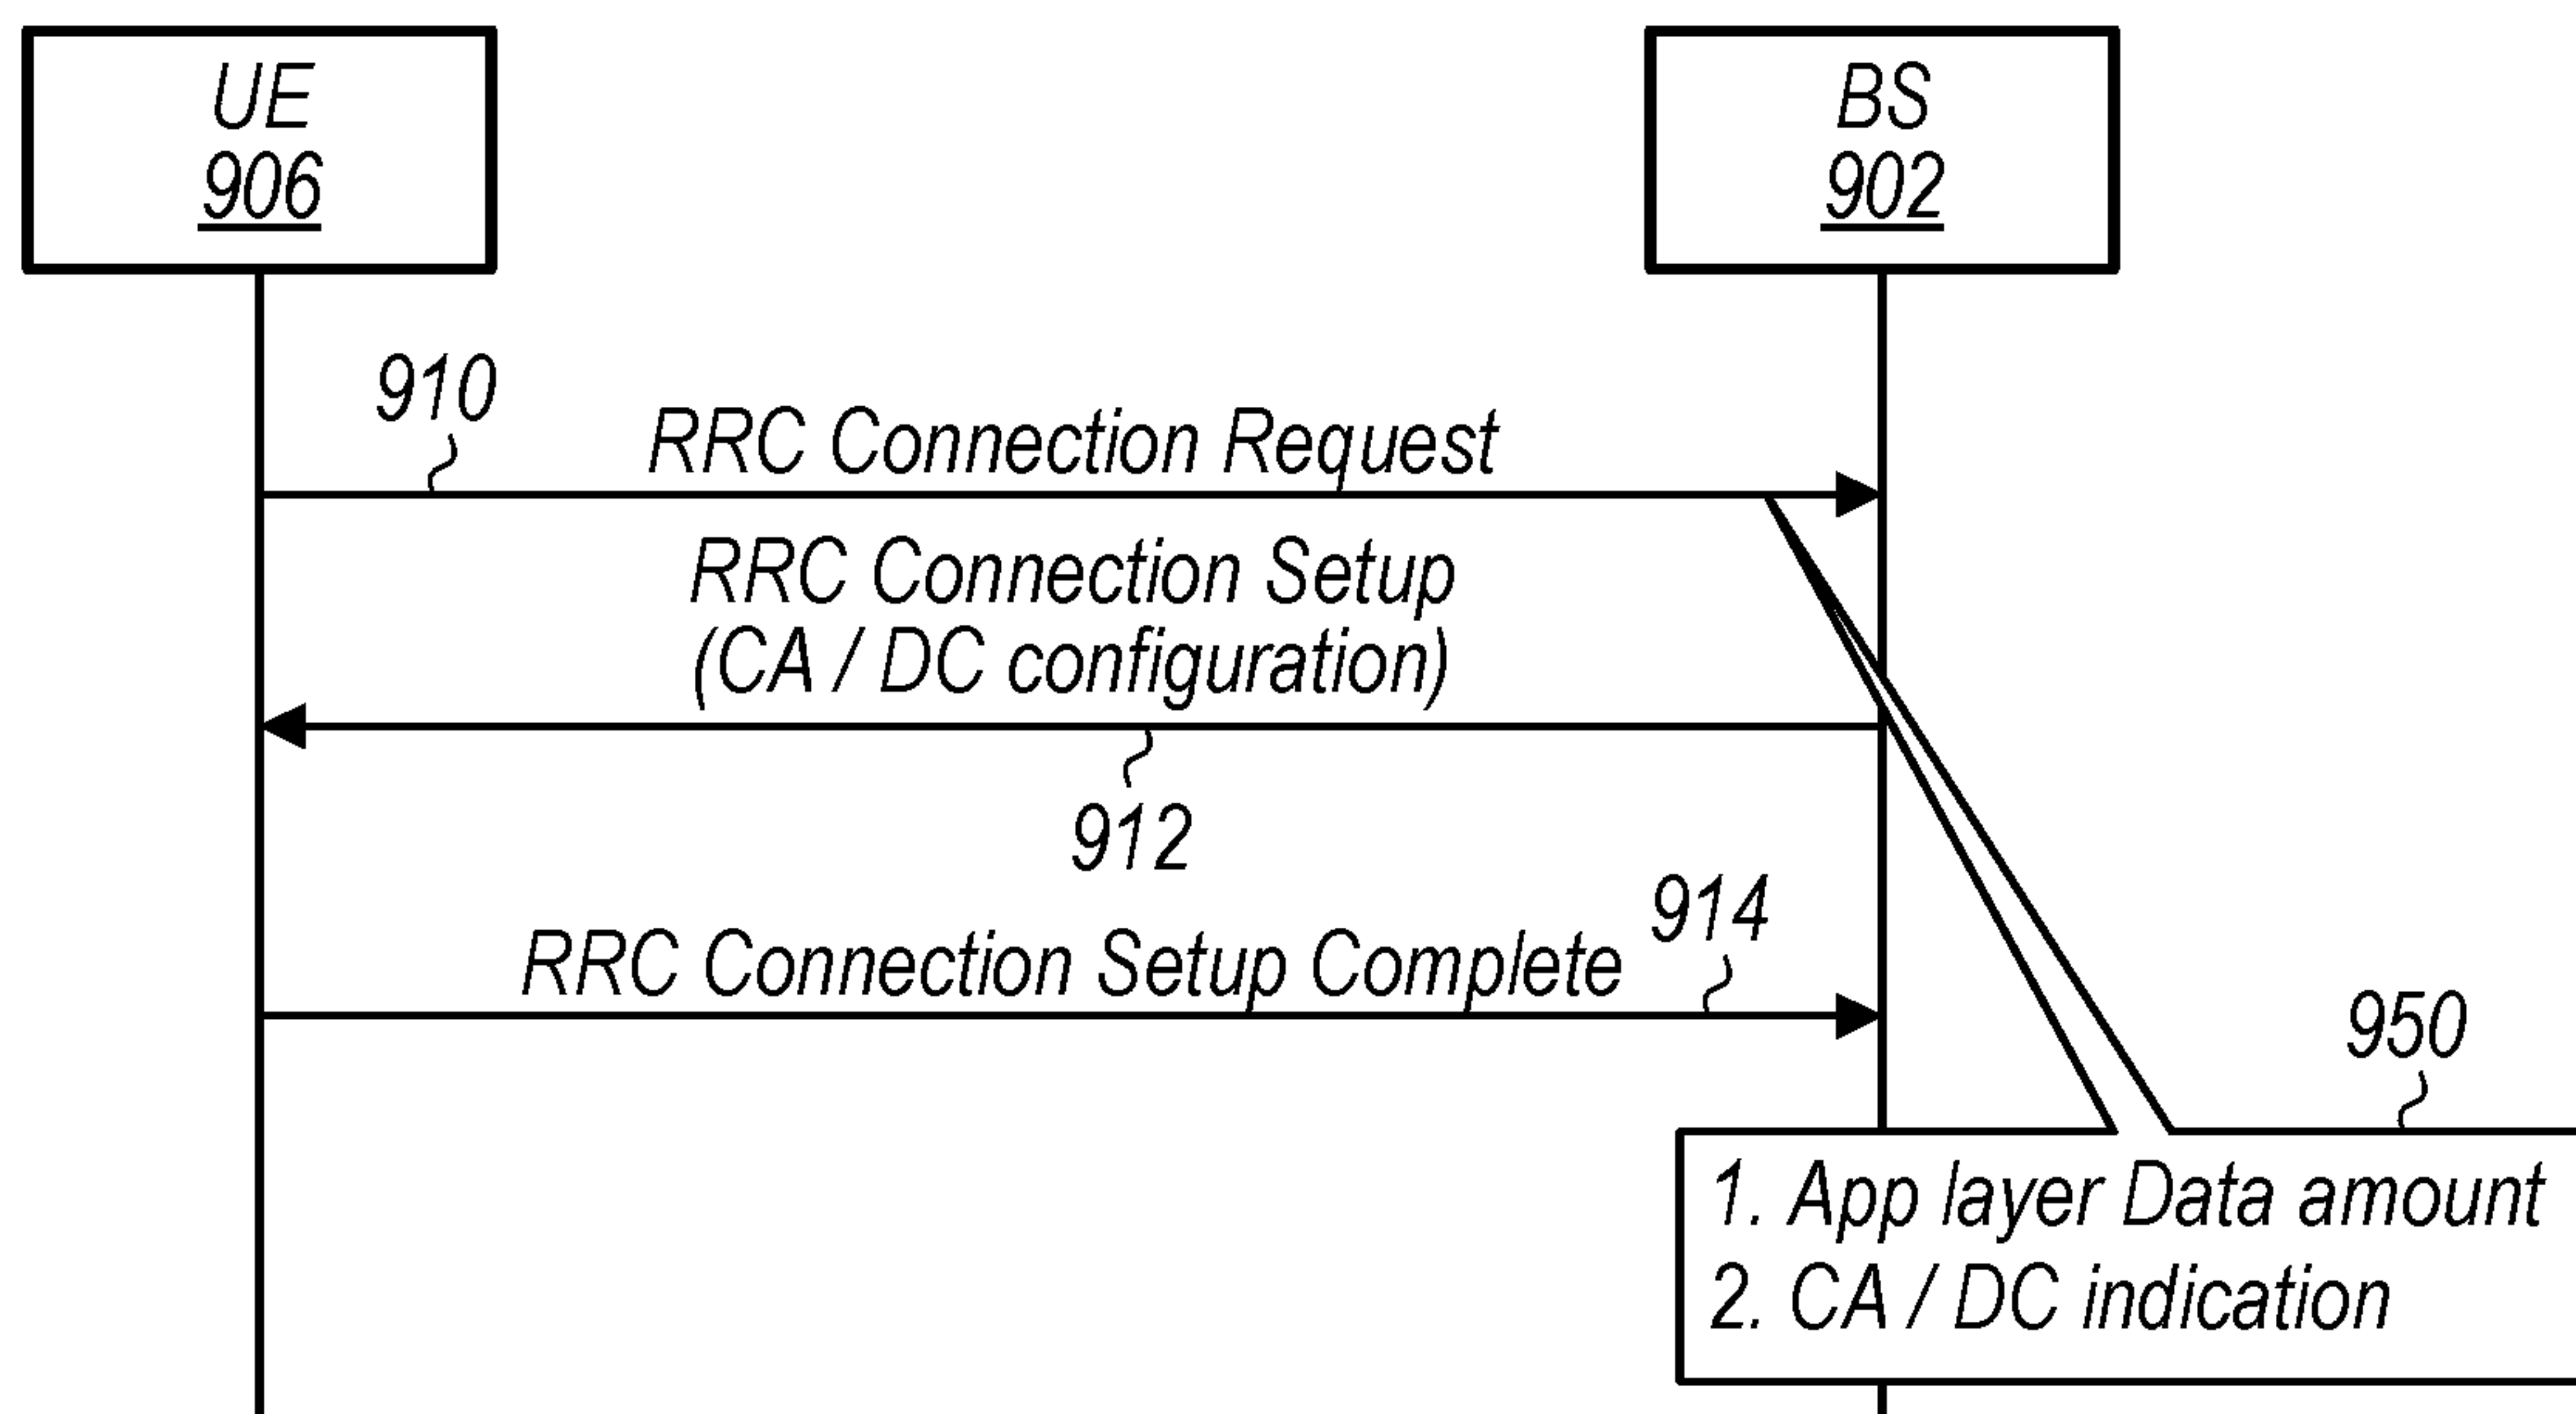 UE
906
BS
902
910
RRC Connection Request
RRC Connection Setup
(CA / DC configuration)
912
914
RRC Connection Setup Complete
950
1. App layer Data amount
2. CA / DC indication